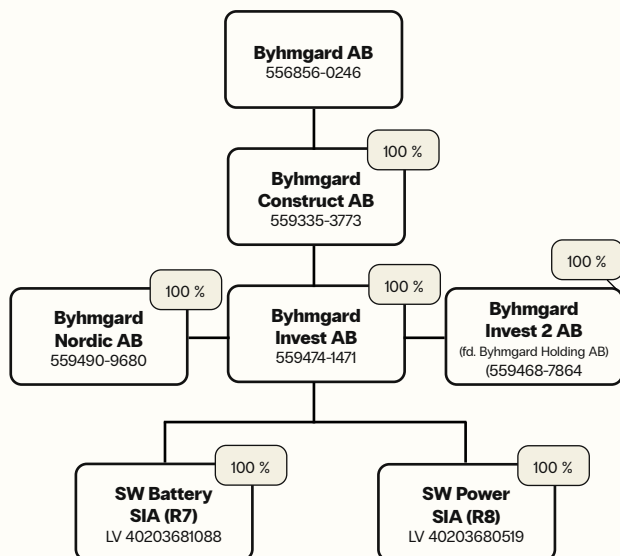 Byhmgard AB
556856-0246
100 %
Byhmgard
Construct AB
559335-3773
100 %
Byhmgard
Nordic AB
559490-9680
100 %
Byhmgard
Invest AB
559474-1471
100 %
Byhmgard
Invest 2 AB
(fd. Byhmgard Holding AB)
(559468-7864
100 %
SW Battery
SIA (R7)
LV 40203681088
100 %
SW Power
SIA (R8)
LV 40203680519